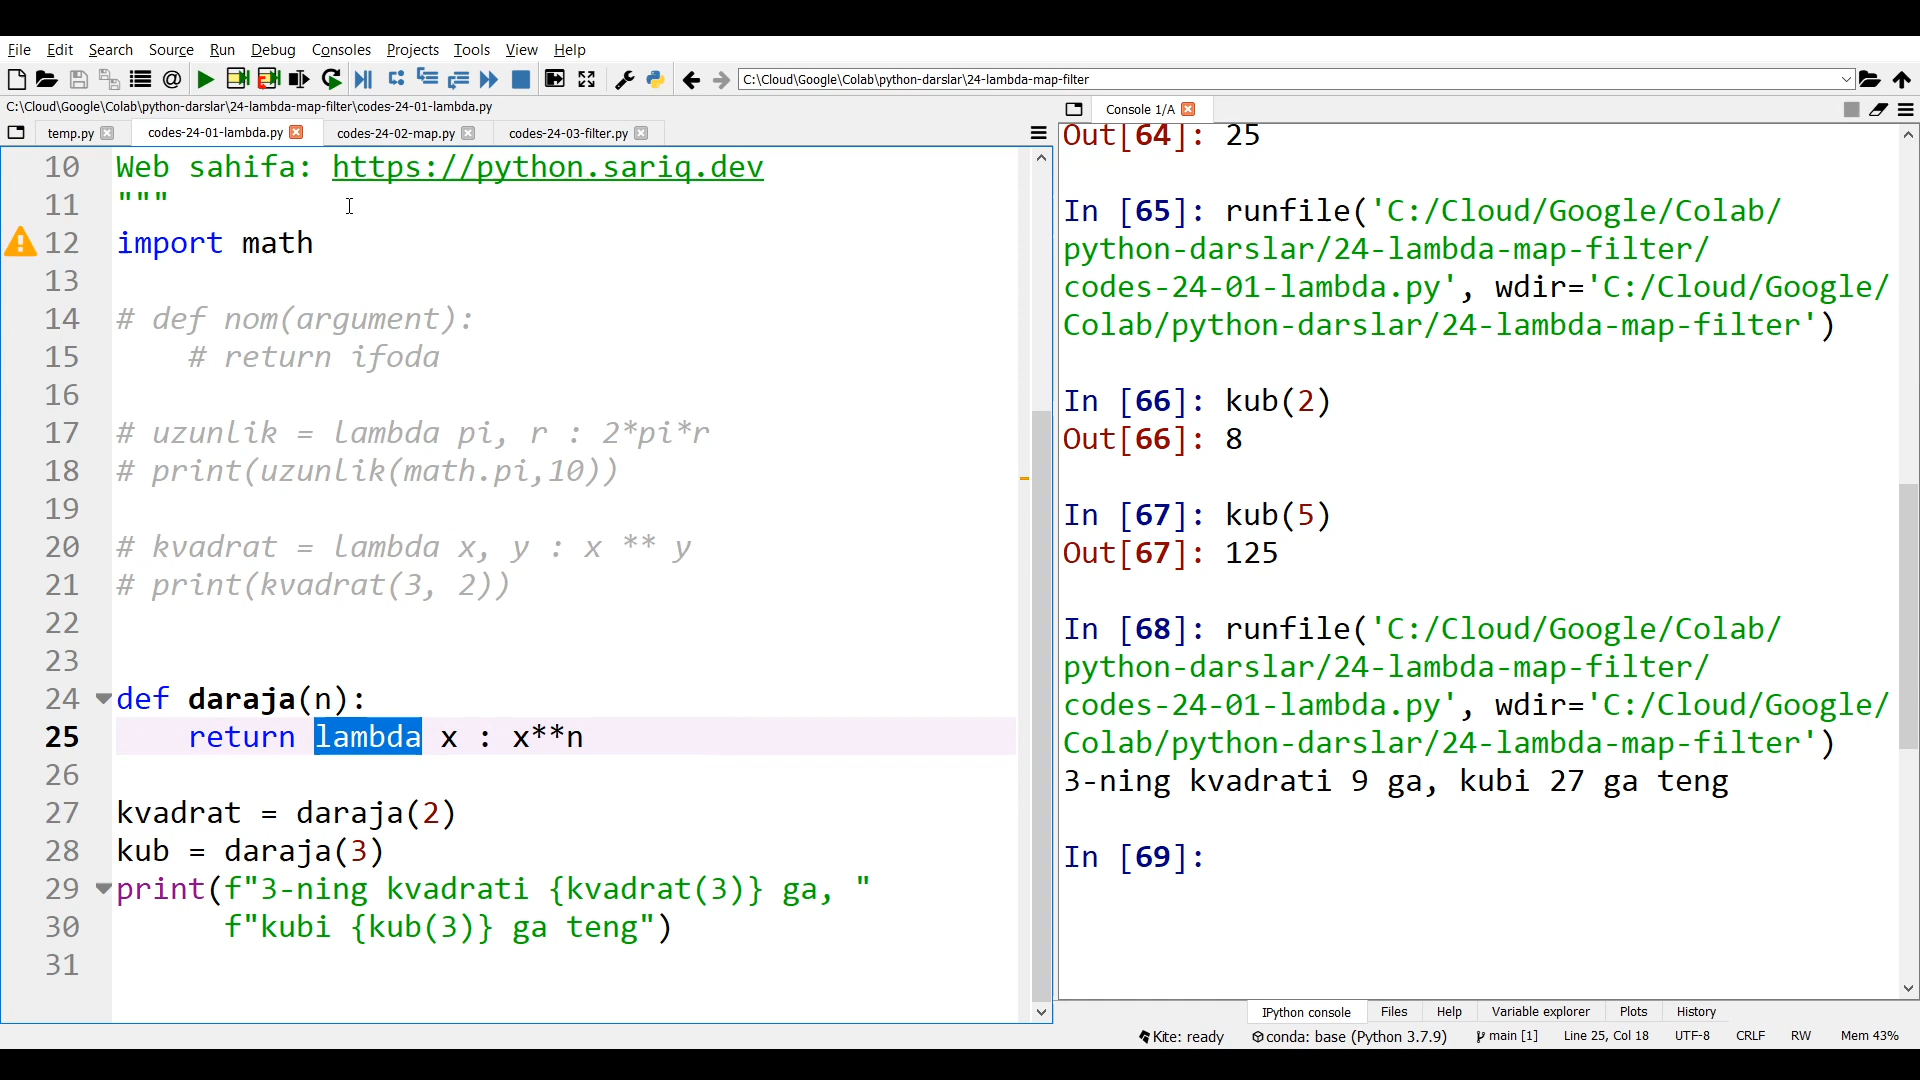 File Edit Search Source Run Debug Consoles Projects Tools View Help
C:\Cloud\Google\Colab\python-darslar\24-lambda-map-filter
C:\Cloud\Google\Colab\python-darslar\24-lambda-map-filter\codes-24-01-lambda.py
temp.py codes-24-01-lambda.py codes-24-02-map.py codes-24-03-filter.py
10 Web sahifa: https://python.sariq.dev
11 """
12 import math
13
14 # def nom(argument):
15 # return ifoda
16
17 # uzunlik = lambda pi, r : 2*pi*r
18 # print(uzunlik(math.pi,10))
19
20 # kvadrat = lambda x, y : x ** y
21 # print(kvadrat(3, 2))
22
23
24 def daraja(n):
25 return lambda x : x**n
26
27 kvadrat = daraja(2)
28 kub = daraja(3)
29 print(f"3-ning kvadrati {kvadrat(3)} ga, "
30 f"kubi {kub(3)} ga teng")
31
Console 1/A
Out[64]: 25
In [65]: runfile('C:/Cloud/Google/Colab/
python-darslar/24-lambda-map-filter/
codes-24-01-lambda.py', wdir='C:/Cloud/Google/
Colab/python-darslar/24-lambda-map-filter')
In [66]: kub(2)
Out[66]: 8
In [67]: kub(5)
Out[67]: 125
In [68]: runfile('C:/Cloud/Google/Colab/
python-darslar/24-lambda-map-filter/
codes-24-01-lambda.py', wdir='C:/Cloud/Google/
Colab/python-darslar/24-lambda-map-filter')
3-ning kvadrati 9 ga, kubi 27 ga teng
In [69]:
IPython console Files Help Variable explorer Plots History
Kite: ready conda: base (Python 3.7.9) main [1] Line 25, Col 18 UTF-8 CRLF RW Mem 43%